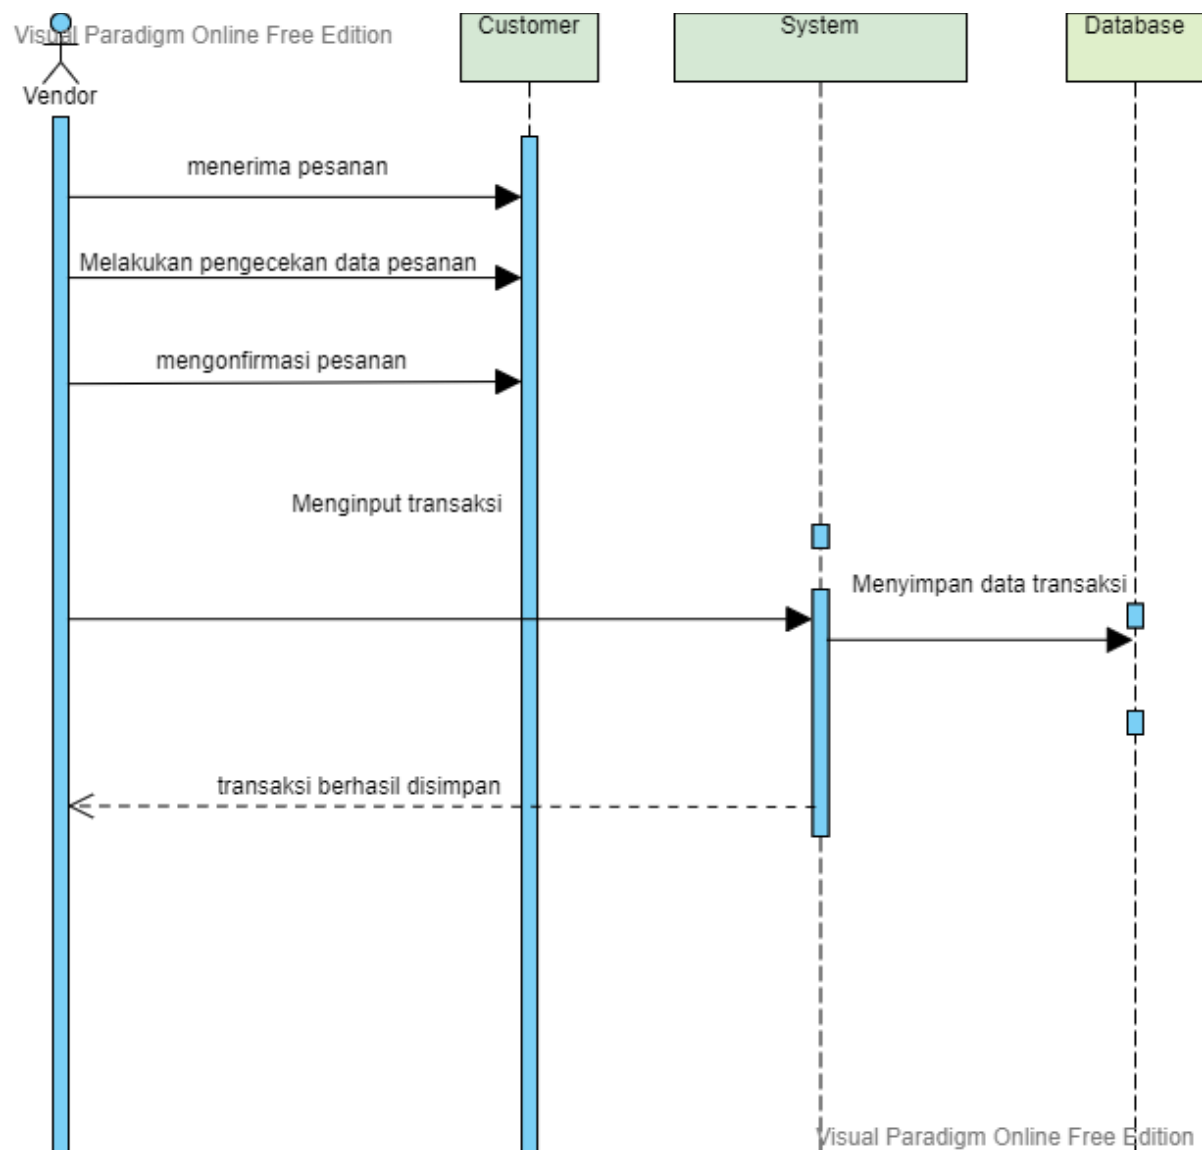 Visual Paradigm Online Free Edition
Customer
System
Database
Vendor
menerima pesanan
Melakukan pengecekan data pesanan
mengonfirmasi pesanan
Menginput transaksi
Menyimpan data transaksi
transaksi berhasil disimpan
Visual Paradigm Online Free Edition